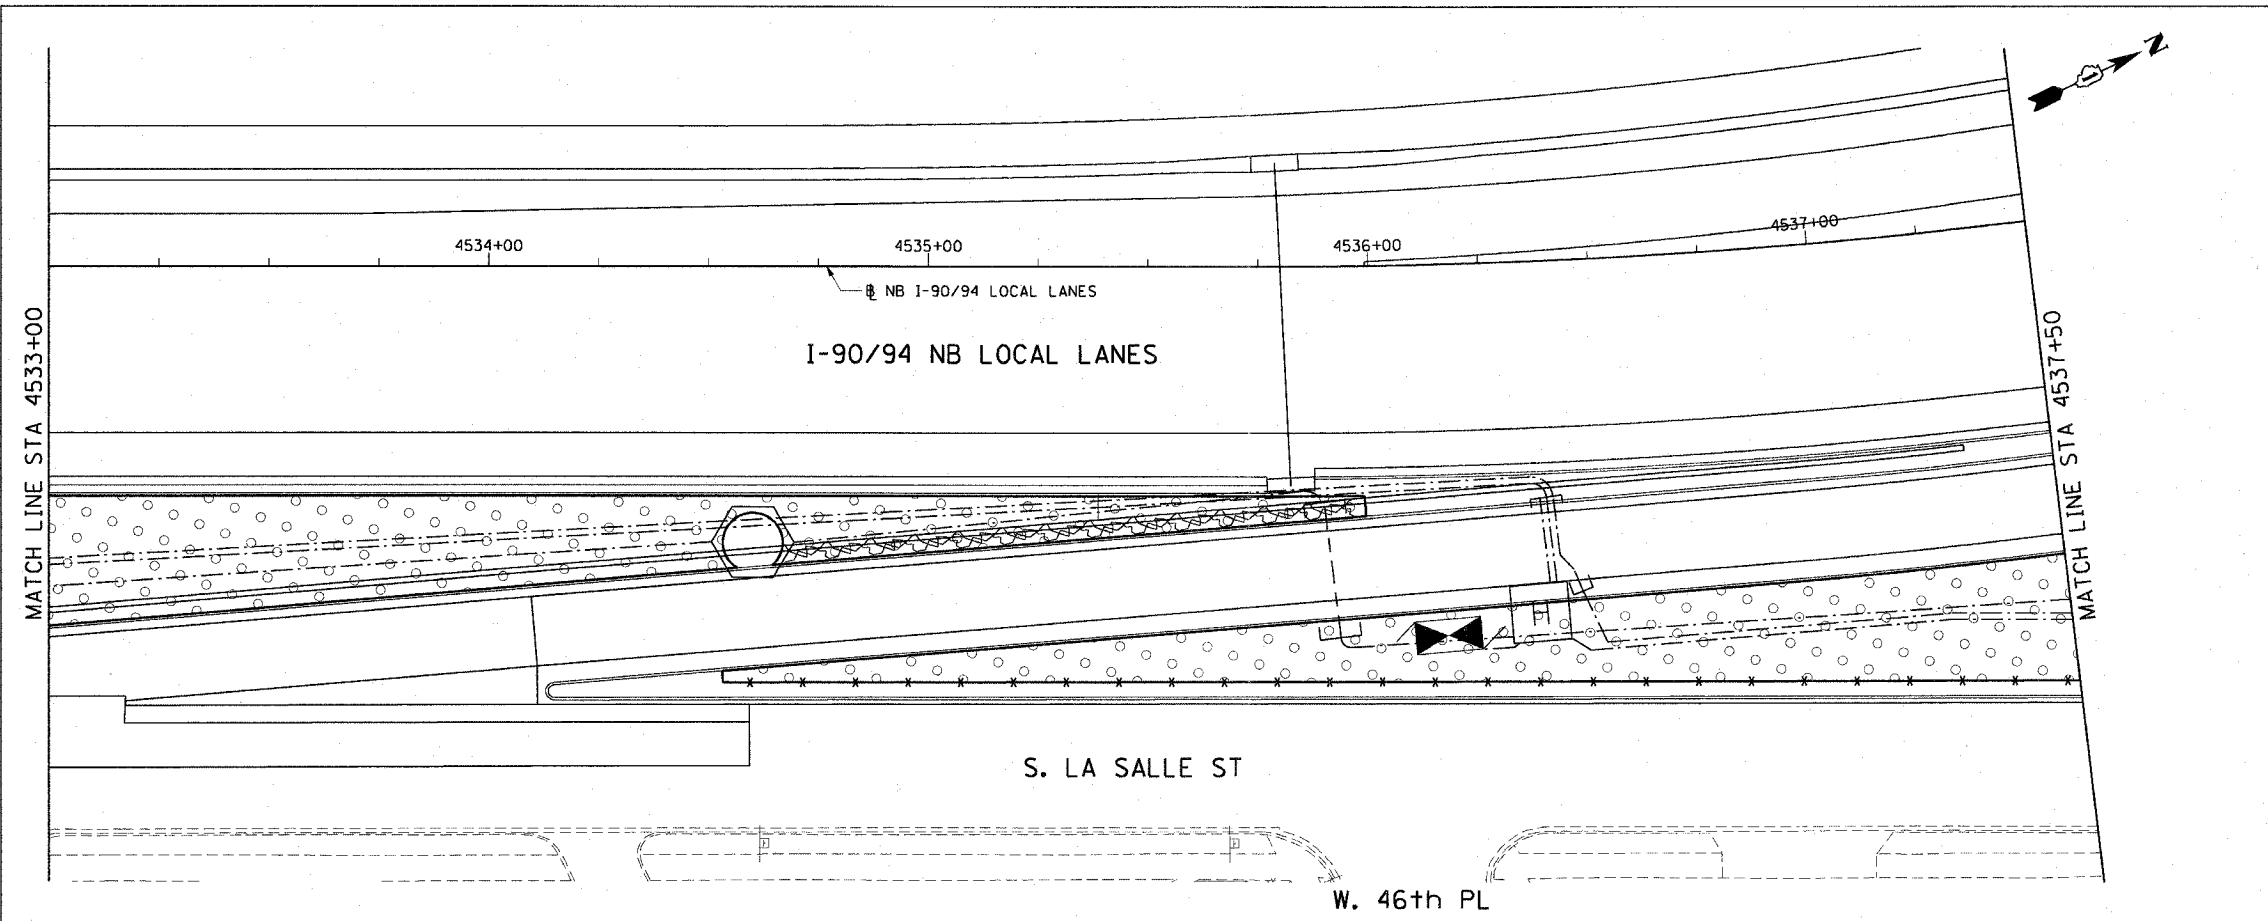 N
4537+00
4534+00
4535+00
4536+00
NB I-90/94 LOCAL LANES
I-90/94 NB LOCAL LANES
MATCH LINE STA 4533+00
MATCH LINE STA 4537+50
S. LA SALLE ST
W. 46th PL